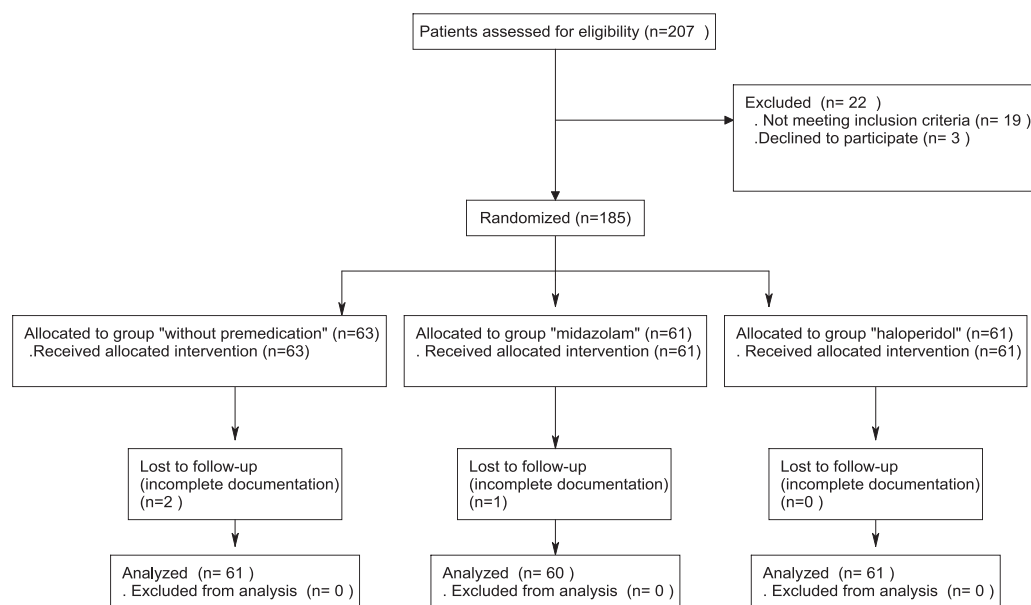 Patients assessed for eligibility (n=207  )
Excluded  (n= 22  )
. Not meeting inclusion criteria (n= 19 )
.Declined to participate (n= 3 )
Randomized (n=185)
Allocated to group "without premedication" (n=63)
.Received allocated intervention (n=63)
Allocated to group "midazolam" (n=61)
. Received allocated intervention (n=61)
Allocated to group "haloperidol" (n=61)
. Received allocated intervention (n=61)
Lost to follow-up
(incomplete documentation)
(n=2 )
Lost to follow-up
(incomplete documentation)
(n=1)
Lost to follow-up
(incomplete documentation)
(n=0 )
Analyzed  (n= 61 )
. Excluded from analysis (n= 0 )
Analyzed  (n= 60 )
. Excluded from analysis (n= 0 )
Analyzed  (n= 61 )
. Excluded from analysis (n= 0 )